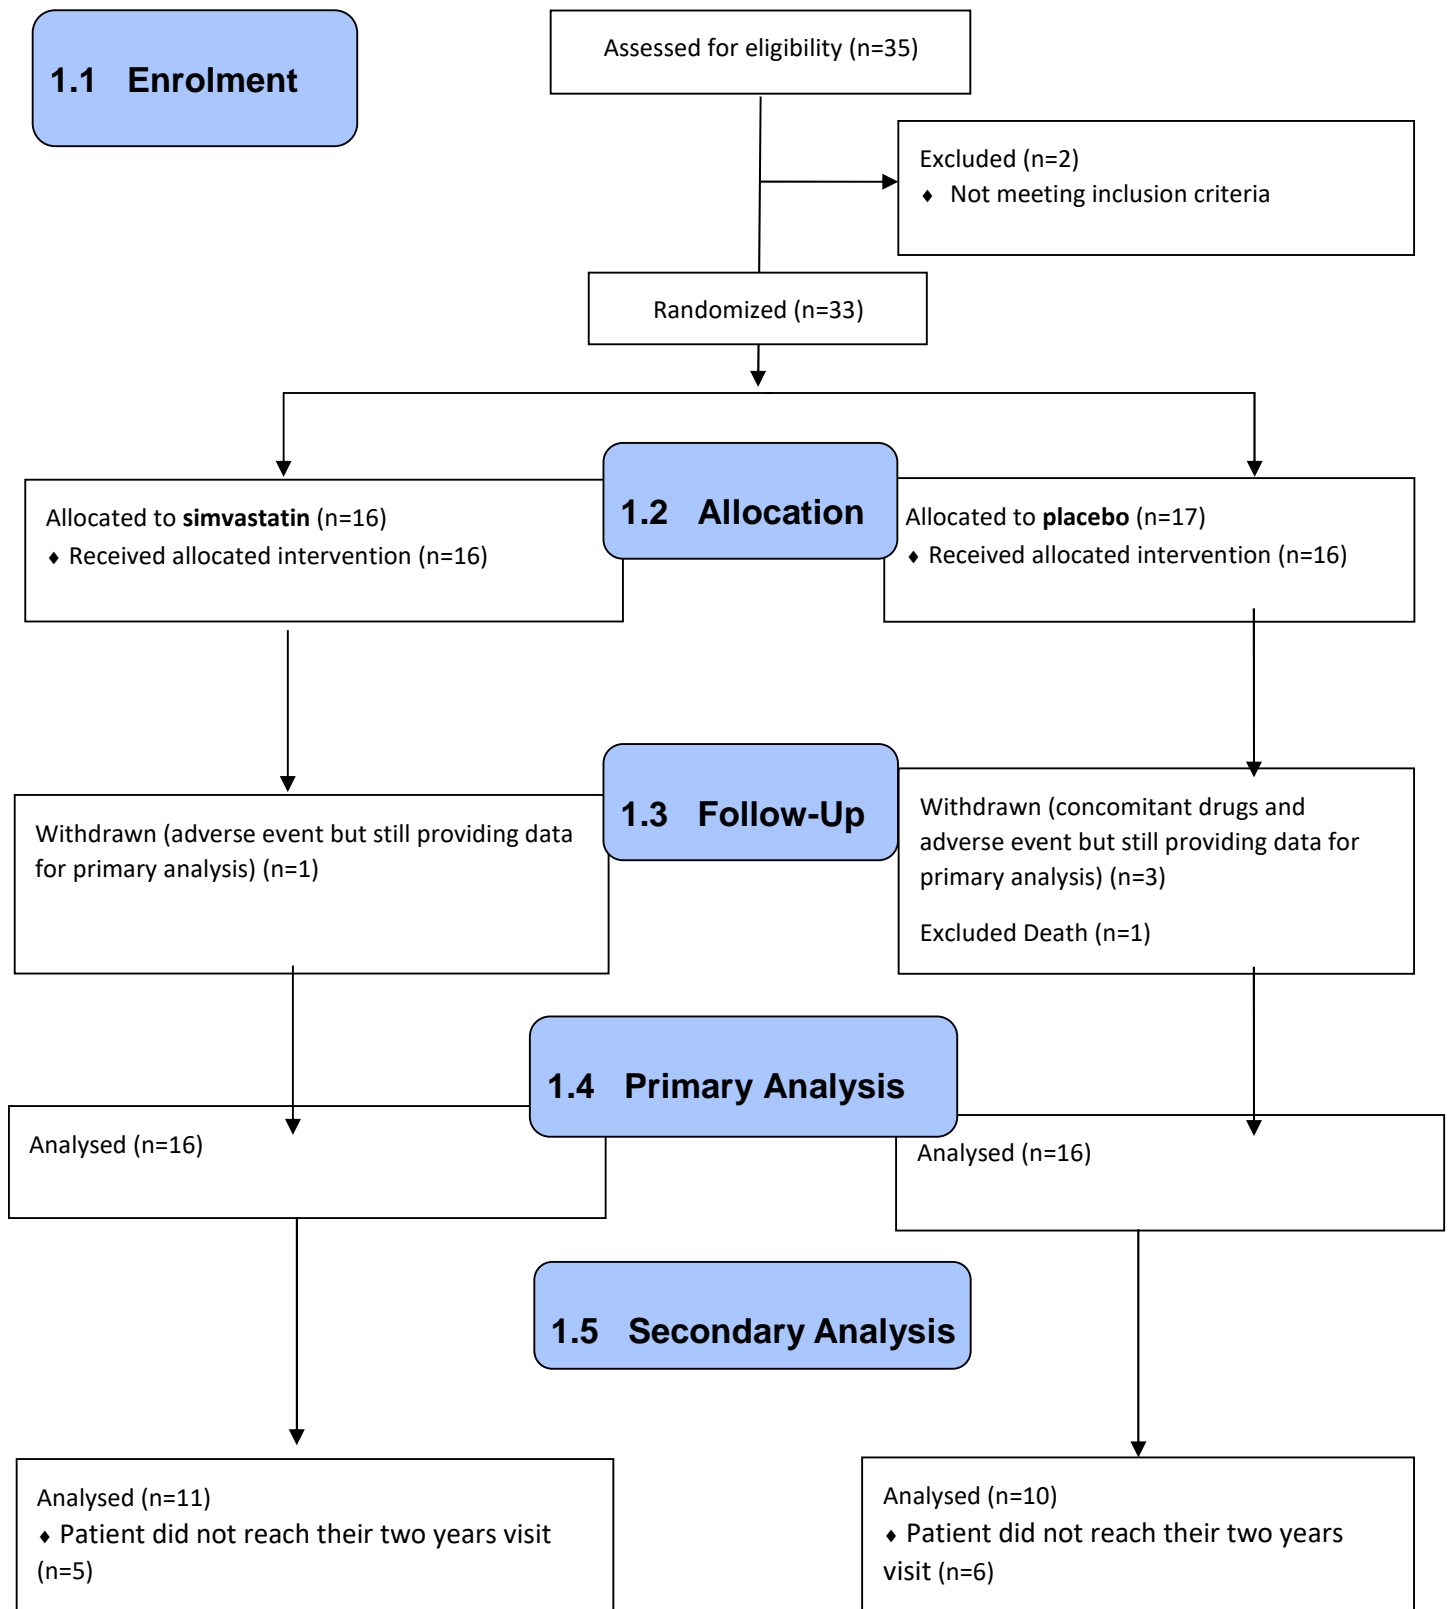 1.1 Enrolment
Assessed for eligibility (n=35)
Excluded (n=2)
♦ Not meeting inclusion criteria
Randomized (n=33)
1.2 Allocation
Allocated to simvastatin (n=16)
♦ Received allocated intervention (n=16)
Allocated to placebo (n=17)
♦ Received allocated intervention (n=16)
1.3 Follow-Up
Withdrawn (adverse event but still providing data
for primary analysis) (n=1)
Withdrawn (concomitant drugs and
adverse event but still providing data for
primary analysis) (n=3)
Excluded Death (n=1)
1.4 Primary Analysis
Analysed (n=16)
Analysed (n=16)
1.5 Secondary Analysis
Analysed (n=11)
♦ Patient did not reach their two years visit
(n=5)
Analysed (n=10)
♦ Patient did not reach their two years
visit (n=6)